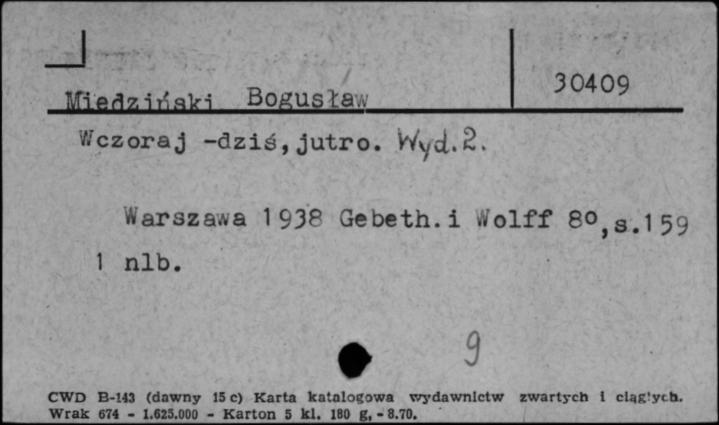 30409
Miedziński Bogusław
Wczoraj -dziś,jutro. Wyd.2.
Warszawa 1938 Gebeth.i Wolff 8o,s.159
1 nlb.
9
CWD B-143 (dawny 15 c) Karta katalogowa wydawnictw zwartych i ciągłych.
Wrak 674 - 1.625.000 - Karton 5 kl. 180 g, - 8.70.